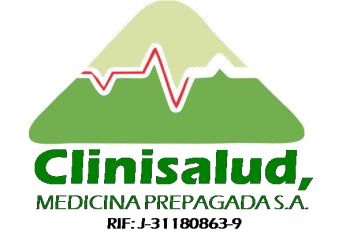 Clinisalud,
MEDICINA PREPAGADA S.A.
RIF: J-31180863-9